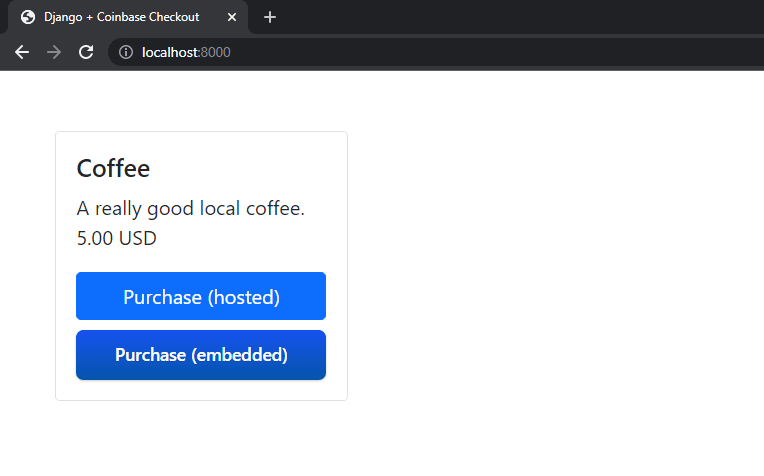 Django + Coinbase Checkout
localhost:8000
Coffee
A really good local coffee.
5.00 USD
Purchase (hosted)
Purchase (embedded)